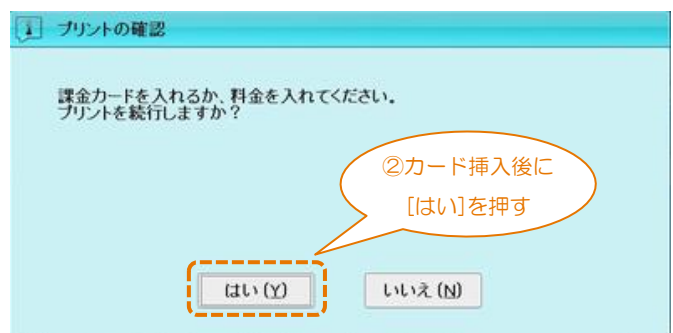 プリントの確認
課金カードを入れるか、料金を入れてください。
プリントを続行しますか？
②カード挿入後に
[はい]を押す
はい(Y)
いいえ(N)